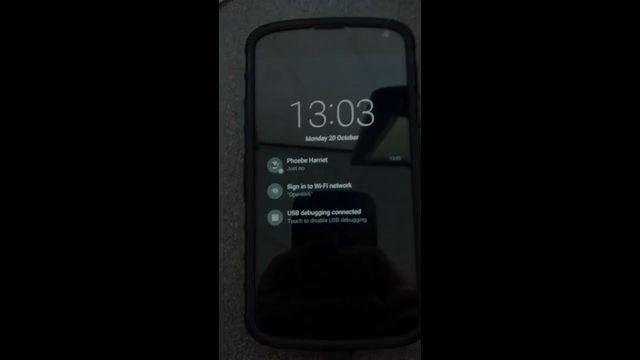 13:03
Monday 20 October
Phoebe Harriet
Just no
Sign in to Wi-Fi network
USB debugging connected
Touch to disable USB debugging.